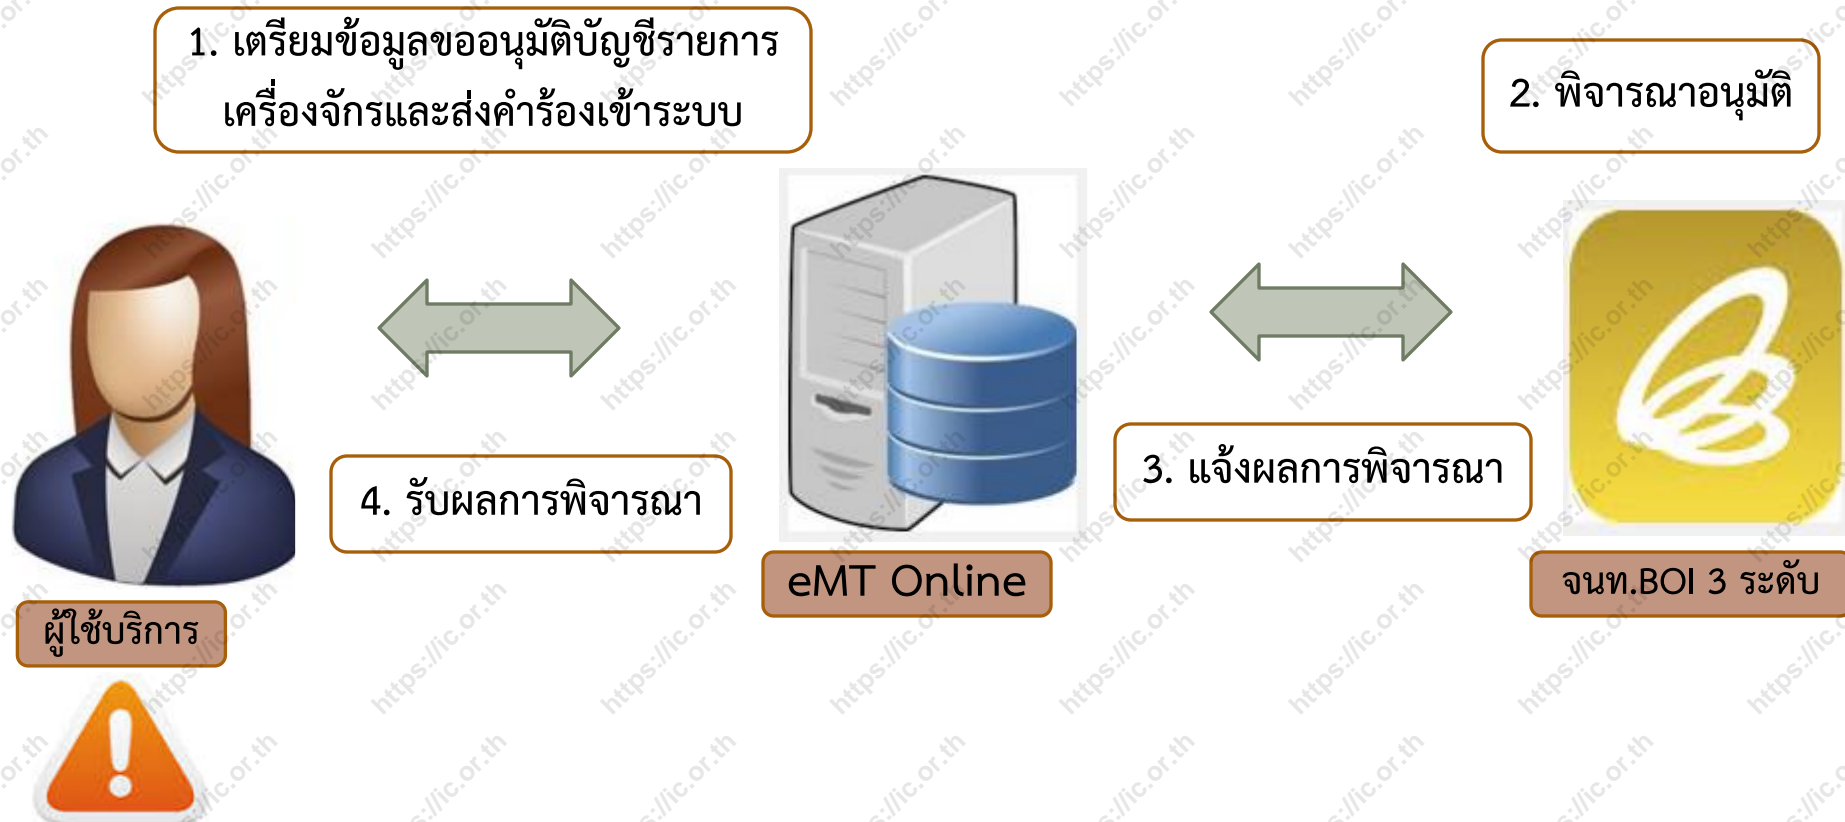 1. เตรียมข้อมูลขออนุมัติบัญชีรายการ
เครื่องจักรและส่งคำร้องเข้าระบบ
2. พิจารณาอนุมัติ
3. แจ้งผลการพิจารณา
4. รับผลการพิจารณา
eMT Online
จนท.BOI 3 ระดับ
ผู้ใช้บริการ
https://ic.or.th